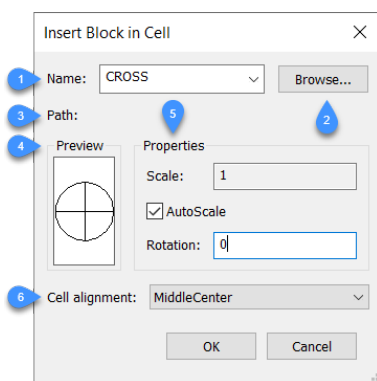 Insert Block in Cell
1 Name: CROSS Browse...
2
3 Path:
5
4 Preview Properties
Scale: 1
AutoScale
Rotation: 0
6 Cell alignment: MiddleCenter
OK Cancel